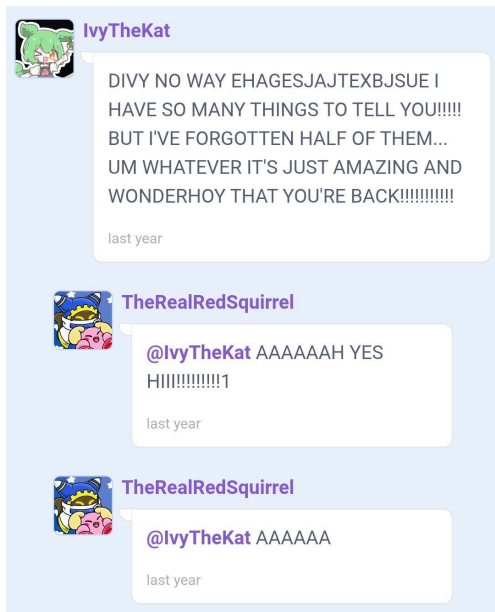 IvyTheKat
DIVY NO WAY EHAGESJAJTEXBJSUE I
HAVE SO MANY THINGS TO TELL YOU!!!!!
BUT I'VE FORGOTTEN HALF OF THEM...
UM WHATEVER IT'S JUST AMAZING AND
WONDERHOY THAT YOU'RE BACK!!!!!!!!!!!
last year
TheRealRedSquirrel
@IvyTheKat AAAAAAH YES
HIII!!!!!!!!!1
last year
TheRealRedSquirrel
@IvyTheKat AAAAAA
last year